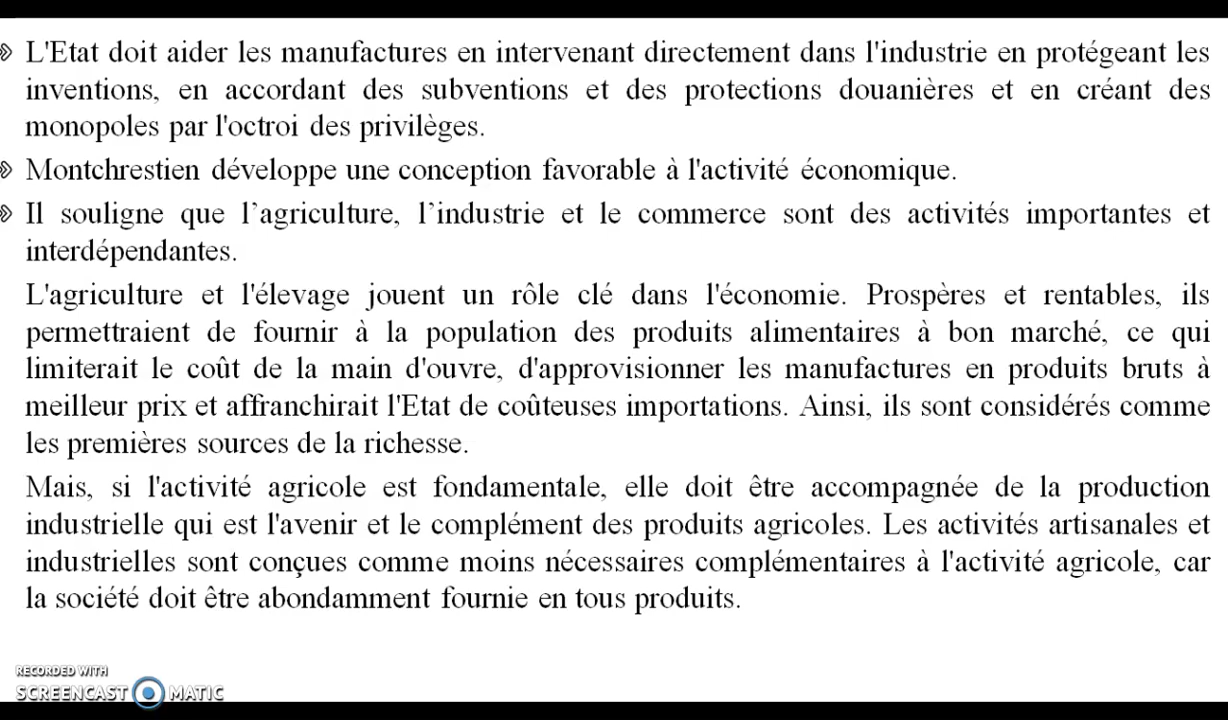 » L'Etat doit aider les manufactures en intervenant directement dans l'industrie en protégeant les
inventions, en accordant des subventions et des protections douanières et en créant des
monopoles par l'octroi des privilèges.
» Montchrestien développe une conception favorable à l'activité économique.
» Il souligne que l’agriculture, l’industrie et le commerce sont des activités importantes et
interdépendantes.
L'agriculture et l'élevage jouent un rôle clé dans l'économie. Prospères et rentables, ils
permettraient de fournir à la population des produits alimentaires à bon marché, ce qui
limiterait le coût de la main d'ouvre, d'approvisionner les manufactures en produits bruts à
meilleur prix et affranchirait l'Etat de coûteuses importations. Ainsi, ils sont considérés comme
les premières sources de la richesse.
Mais, si l'activité agricole est fondamentale, elle doit être accompagnée de la production
industrielle qui est l'avenir et le complément des produits agricoles. Les activités artisanales et
industrielles sont conçues comme moins nécessaires complémentaires à l'activité agricole, car
la société doit être abondamment fournie en tous produits.
RECORDED WITH
SCREENCAST MATIC